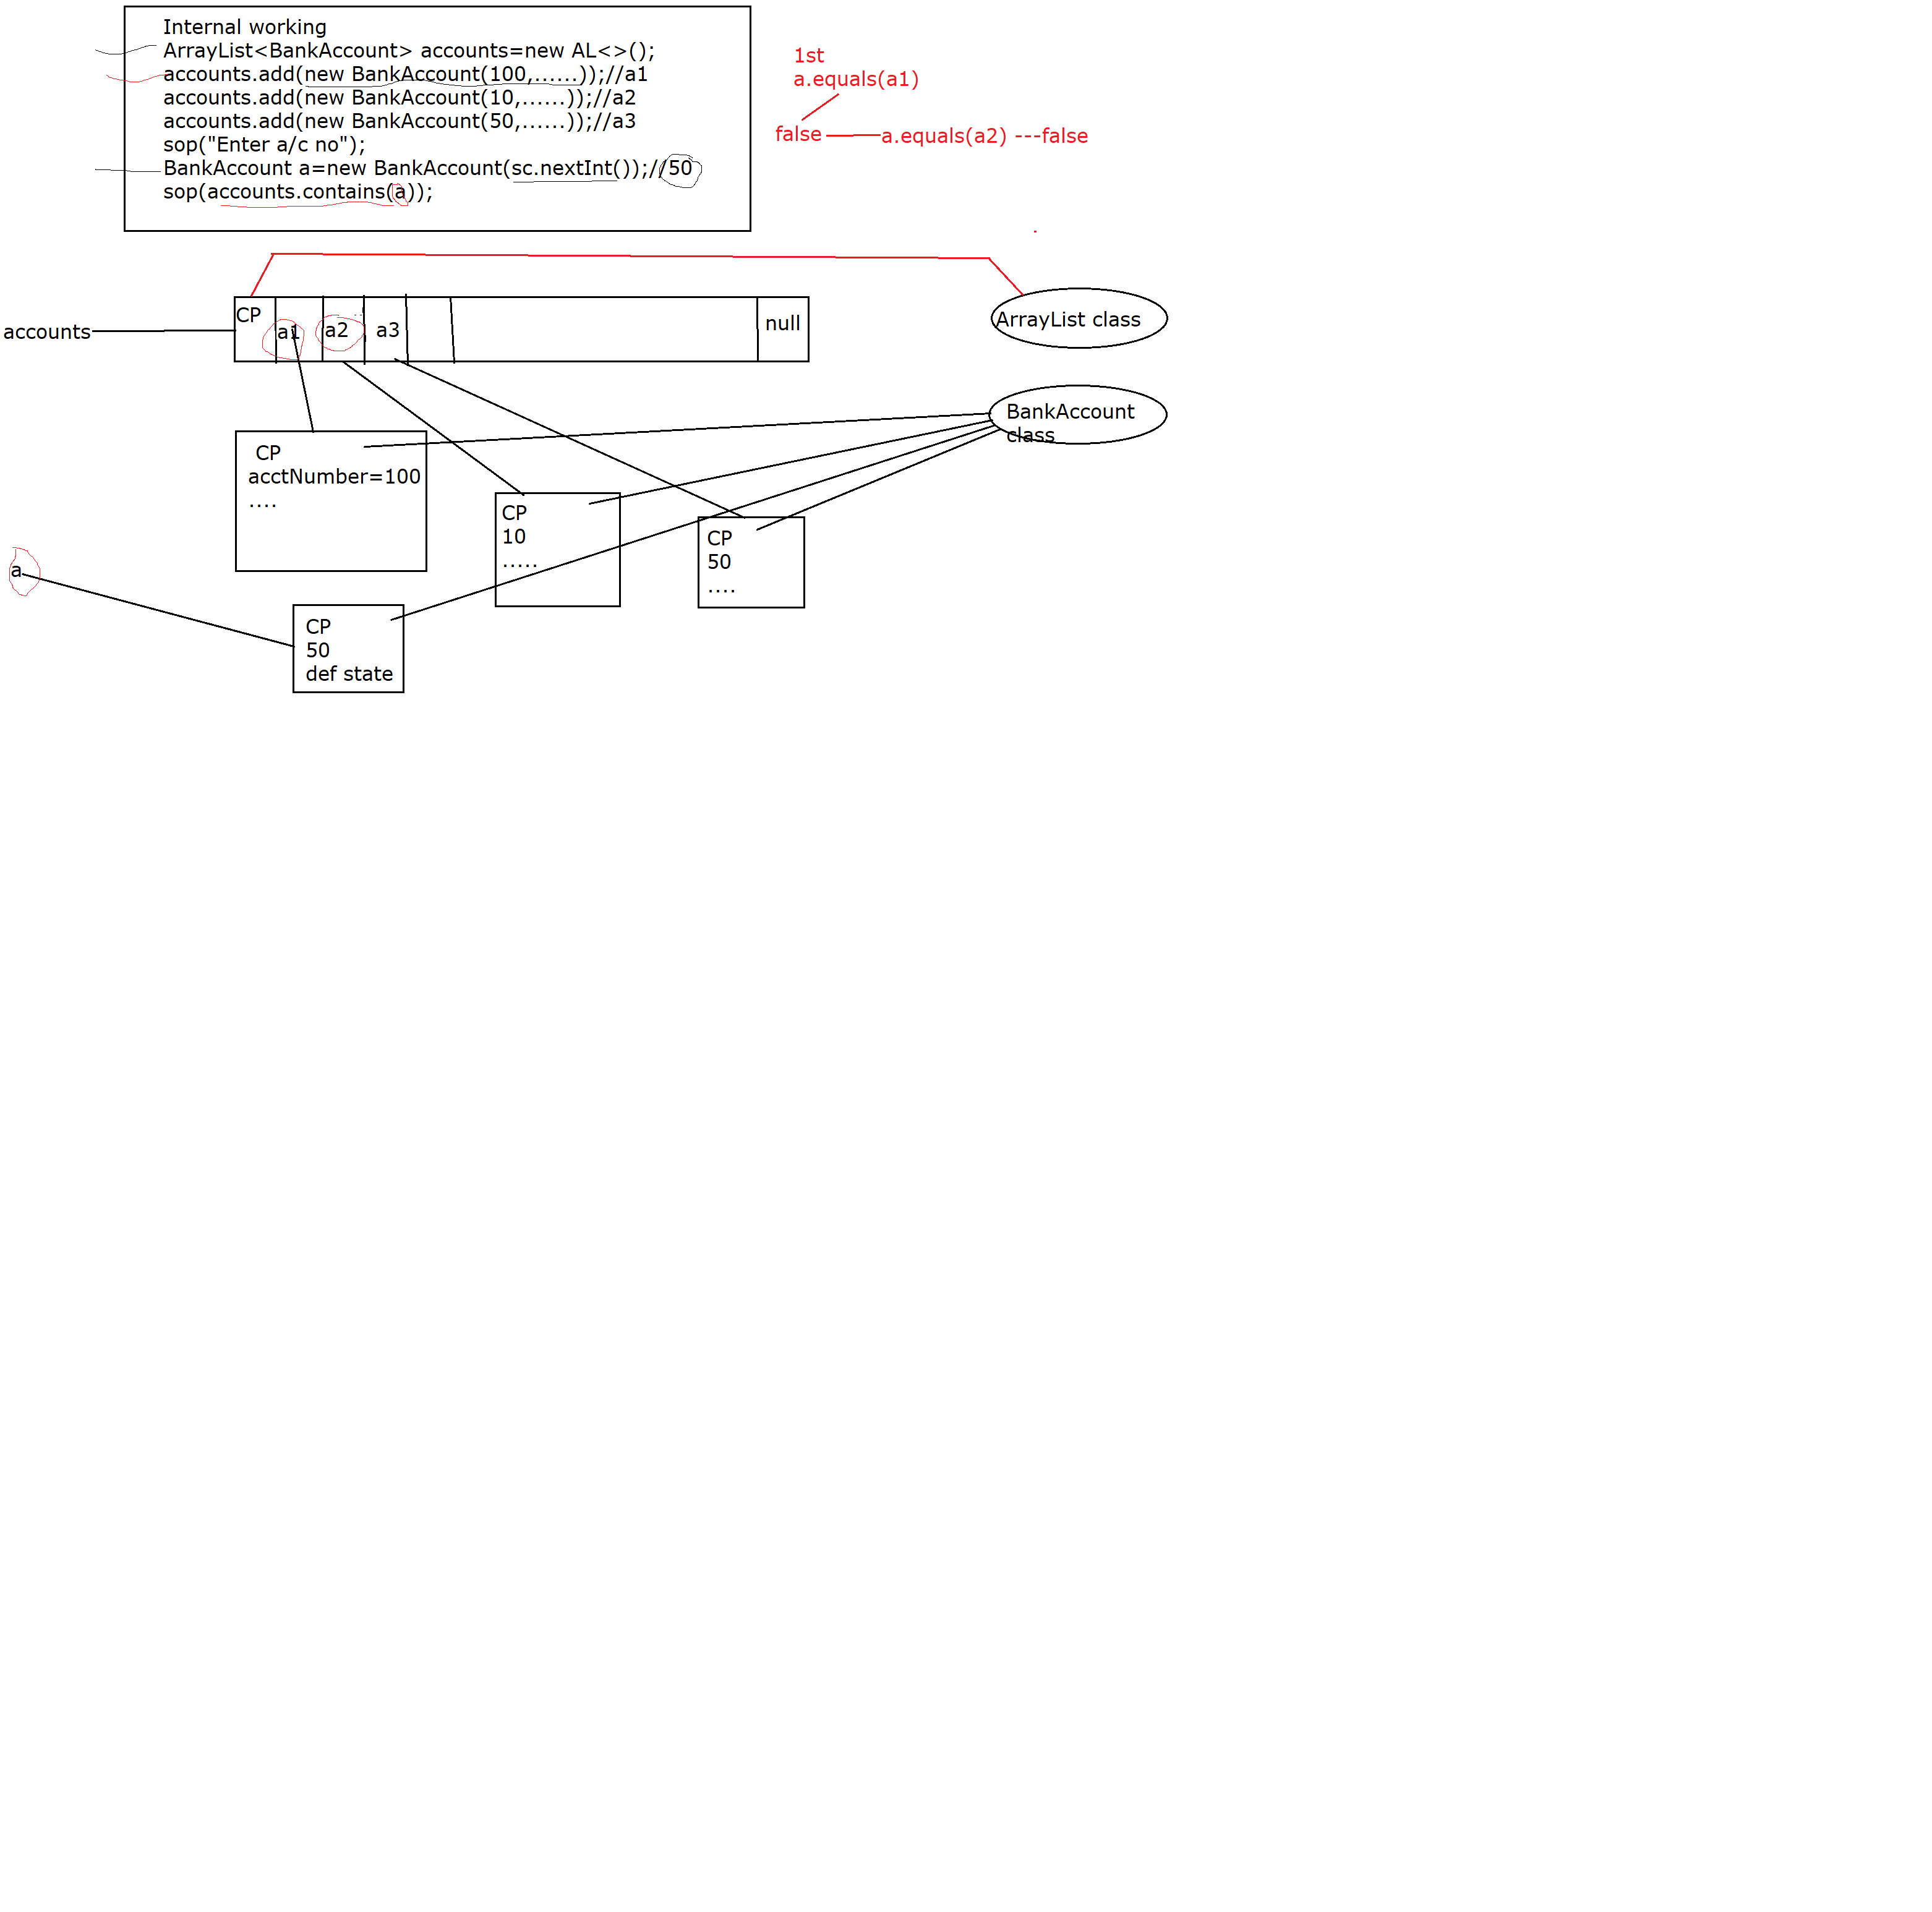 Internal working
ArrayList<BankAccount> accounts=new AL<>();
accounts.add(new BankAccount(100,......));//a1
accounts.add(new BankAccount(10,......));//a2
accounts.add(new BankAccount(50,......));//a3
sop("Enter a/c no");
BankAccount a=new BankAccount(sc.nextInt());//50
sop(accounts.contains(a));
1st
a.equals(a1)
false
a.equals(a2) ---false
accounts
CP
a1
a2
a3
null
ArrayList class
BankAccount
class
CP
acctNumber=100
....
CP
10
.....
CP
50
....
a
CP
50
def state